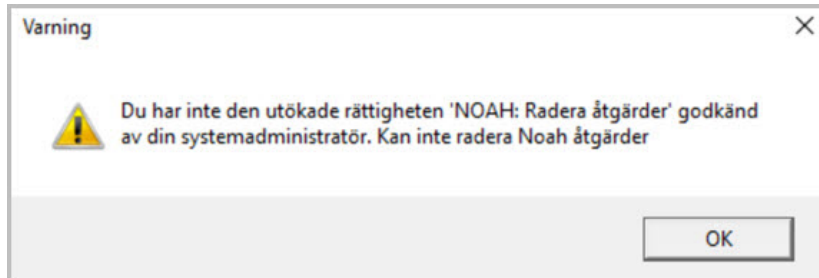 Varning
Du har inte den utökade rättigheten 'NOAH: Radera åtgärder' godkänd
av din systemadministratör. Kan inte radera Noah åtgärder
OK